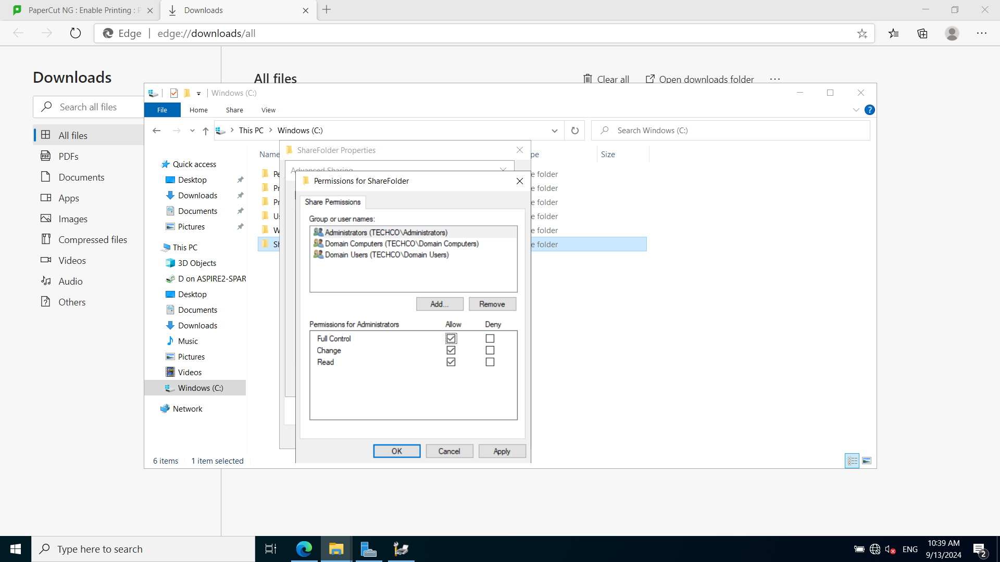 PaperCut NG : Enable Printing : P
Downloads
Edge
edge://downloads/all
Downloads
Search all files
All files
PDFs
Documents
Apps
Images
Compressed files
Videos
Audio
Others
All files
Clear all
Open downloads folder
Windows (C:)
File
Home
Share
View
This PC
Windows (C:)
Search Windows (C:)
Quick access
Desktop
Downloads
Documents
Pictures
This PC
3D Objects
D on ASPIRE2-SPAR
Desktop
Documents
Downloads
Music
Pictures
Videos
Windows (C:)
Network
Name
pe
Size
Pe
e folder
Pr
e folder
Pr
e folder
Us
e folder
W
e folder
Sh
e folder
6 items
1 item selected
ShareFolder Properties
Advanced Sharing
Permissions for ShareFolder
Share Permissions
Group or user names:
Administrators (TECHCO\Administrators)
Domain Computers (TECHCO\Domain Computers)
Domain Users (TECHCO\Domain Users)
Add...
Remove
Permissions for Administrators
Allow
Deny
Full Control
Change
Read
OK
Cancel
Apply
Type here to search
ENG
10:39 AM
9/13/2024
2